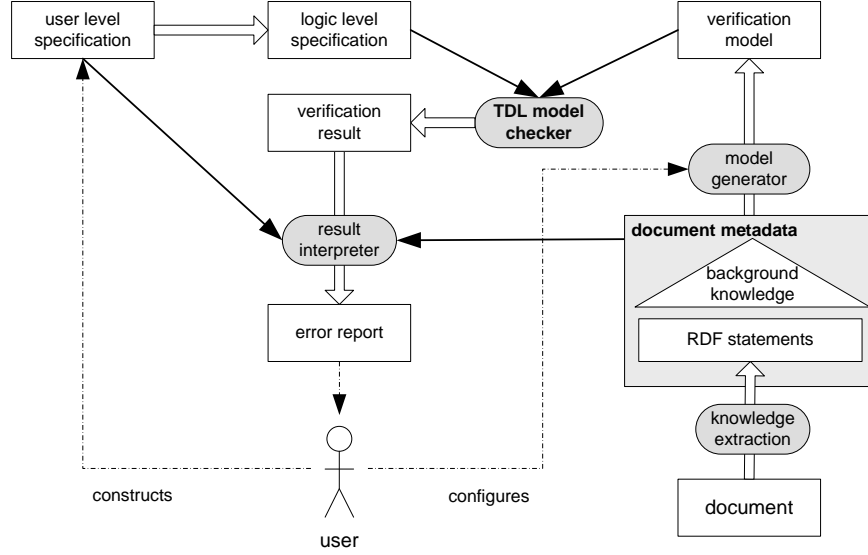 user level
specification
logic level
specification
verification
model
verification
result
TDL model
checker
model
generator
result
interpreter
document metadata
background
knowledge
error report
RDF statements
knowledge
extraction
constructs
configures
document
user